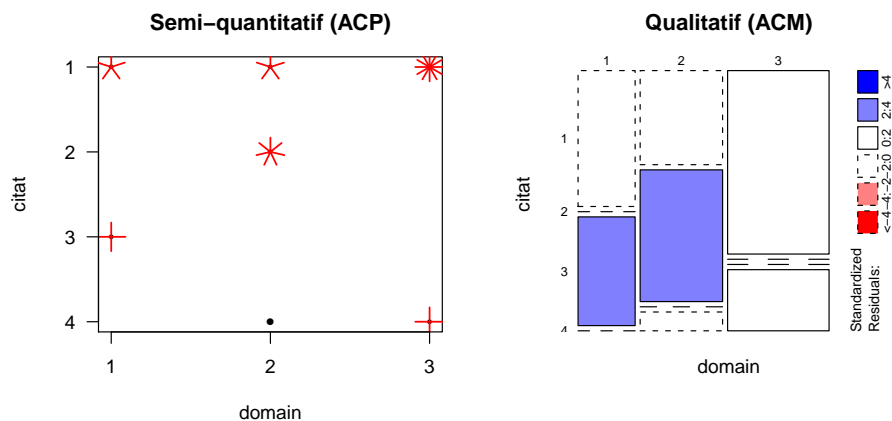 Semi−quantitatif (ACP)
1
2
3
4
citat
1 2 3
domain
Qualitatif (ACM)
1 2 3
1
2
3
4
citat
domain
Standardized
Residuals:
<−4
−4:−2
−2:0
0:2
2:4
>4